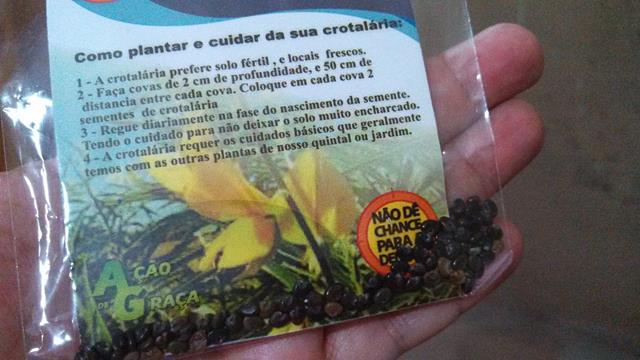 Como plantar e cuidar da sua crotalária:
1 - A crotalária prefere solo fértil , e locais frescos.
2 - Faça covas de 2 cm de profundidade, e 50 cm de
distancia entre cada cova. Coloque em cada cova 2
sementes de crotalária
3 - Regue diariamente na fase do nascimento da semente.
Tendo o cuidado para não deixar o solo muito encharcado.
4 - A crotalária requer os cuidados básicos que geralmente
temos com as outras plantas de nosso quintal ou jardim.
NÃO DÊ
CHANCE
PARA A
AÇÃO
DE GRAÇA